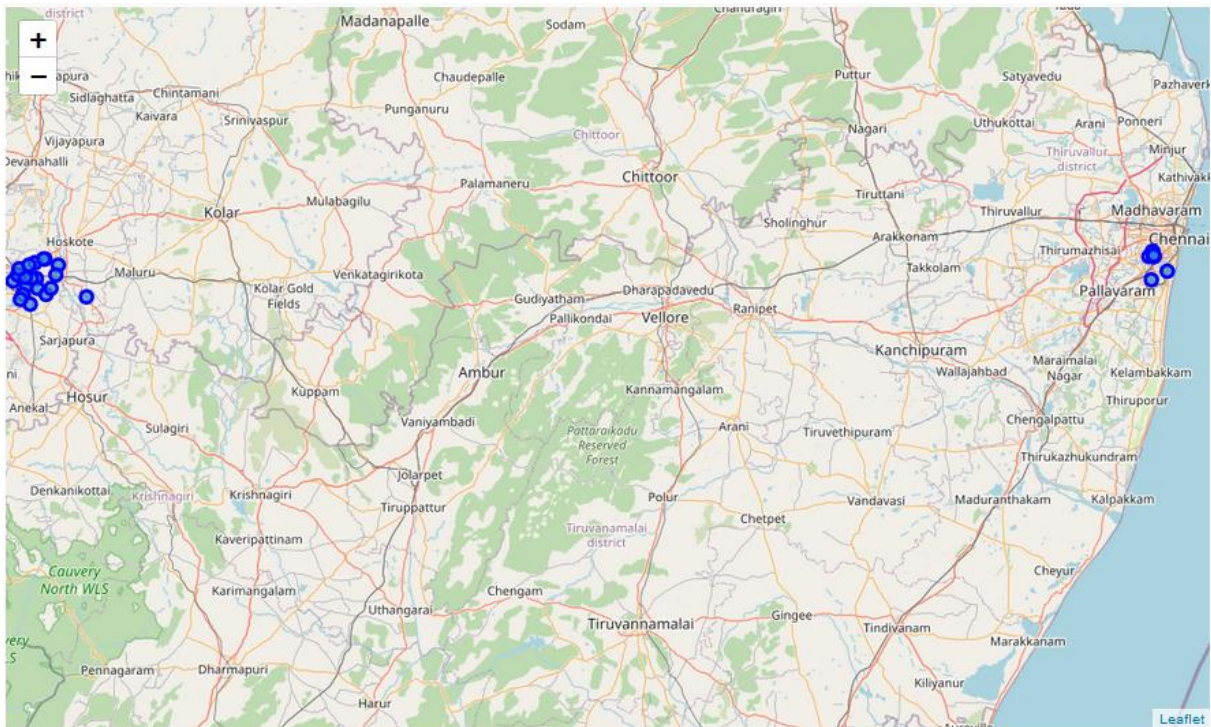 district
Madanapalle
Sodam
Chaudepalle
Punganuru
Puttur
Satyavedu
Pazhaverk
+
−
Sidlaghatta
Chintamani
Kaivara
Srinivaspur
Vijayapura
Devanahalli
Chittoor
Nagari
Uthukottai
Arani
Ponneri
Thiruvallur
district
Minjur
Kathivakk
Chittoor
Palamaneru
Mulabagilu
Kolar
Tiruttani
Thiruvallur
Madhavaram
Sholinghur
Arakkonam
Thirumazhisai
Chennai
Hoskote
Maluru
Venkatagirikota
Kolar Gold
Fields
Takkolam
Gudiyatham
Dharapadavedu
Pallavaram
Pallikondai
Vellore
Ranipet
Sarjapura
Kanchipuram
Maraimalai
Nagar
Wallajahbad
Kelambakkam
Ambur
Kuppam
Kannamangalam
Thiruporur
Anekal
Hosur
Sulagiri
Vaniyambadi
Arani
Tiruvethipuram
Chengalpattu
Pattaraikadu
Reserved
Forest
Thirukazhukundram
Jolarpet
Denkanikottai
Krishnagiri
Krishnagiri
Tiruppattur
Polur
Vandavasi
Maduranthakam
Kalpakkam
Chetpet
Tiruvanamalai
district
Kaveripattinam
Cauvery
North WLS
Cheyur
Karimangalam
Chengam
Uthangarai
Tiruvannamalai
Gingee
Tindivanam
Marakkanam
Pennagaram
Dharmapuri
Harur
Kiliyanur
Leaflet